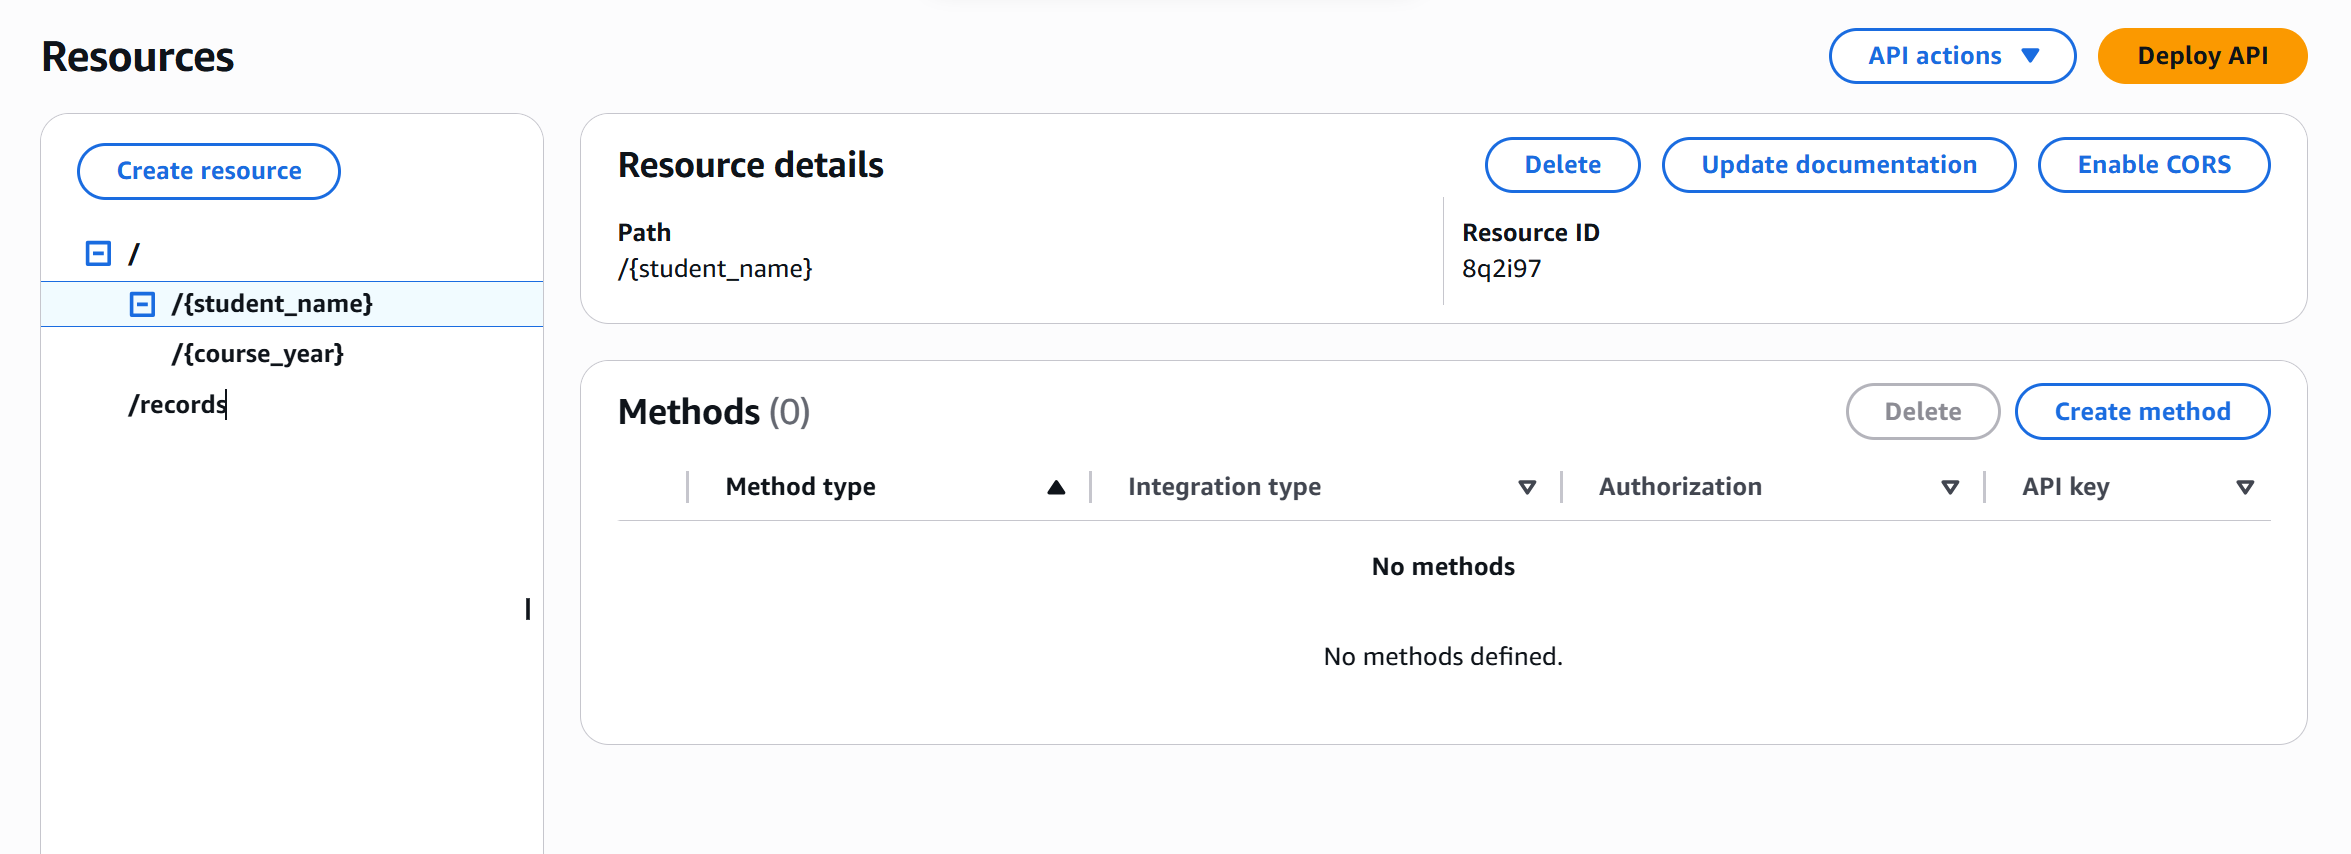 Resources
API actions
Deploy API
Create resource
/
/{student_name}
/{course_year}
/records
Resource details
Delete
Update documentation
Enable CORS
Path
/{student_name}
Resource ID
8q2i97
Methods (0)
Delete
Create method
Method type
Integration type
Authorization
API key
No methods
No methods defined.